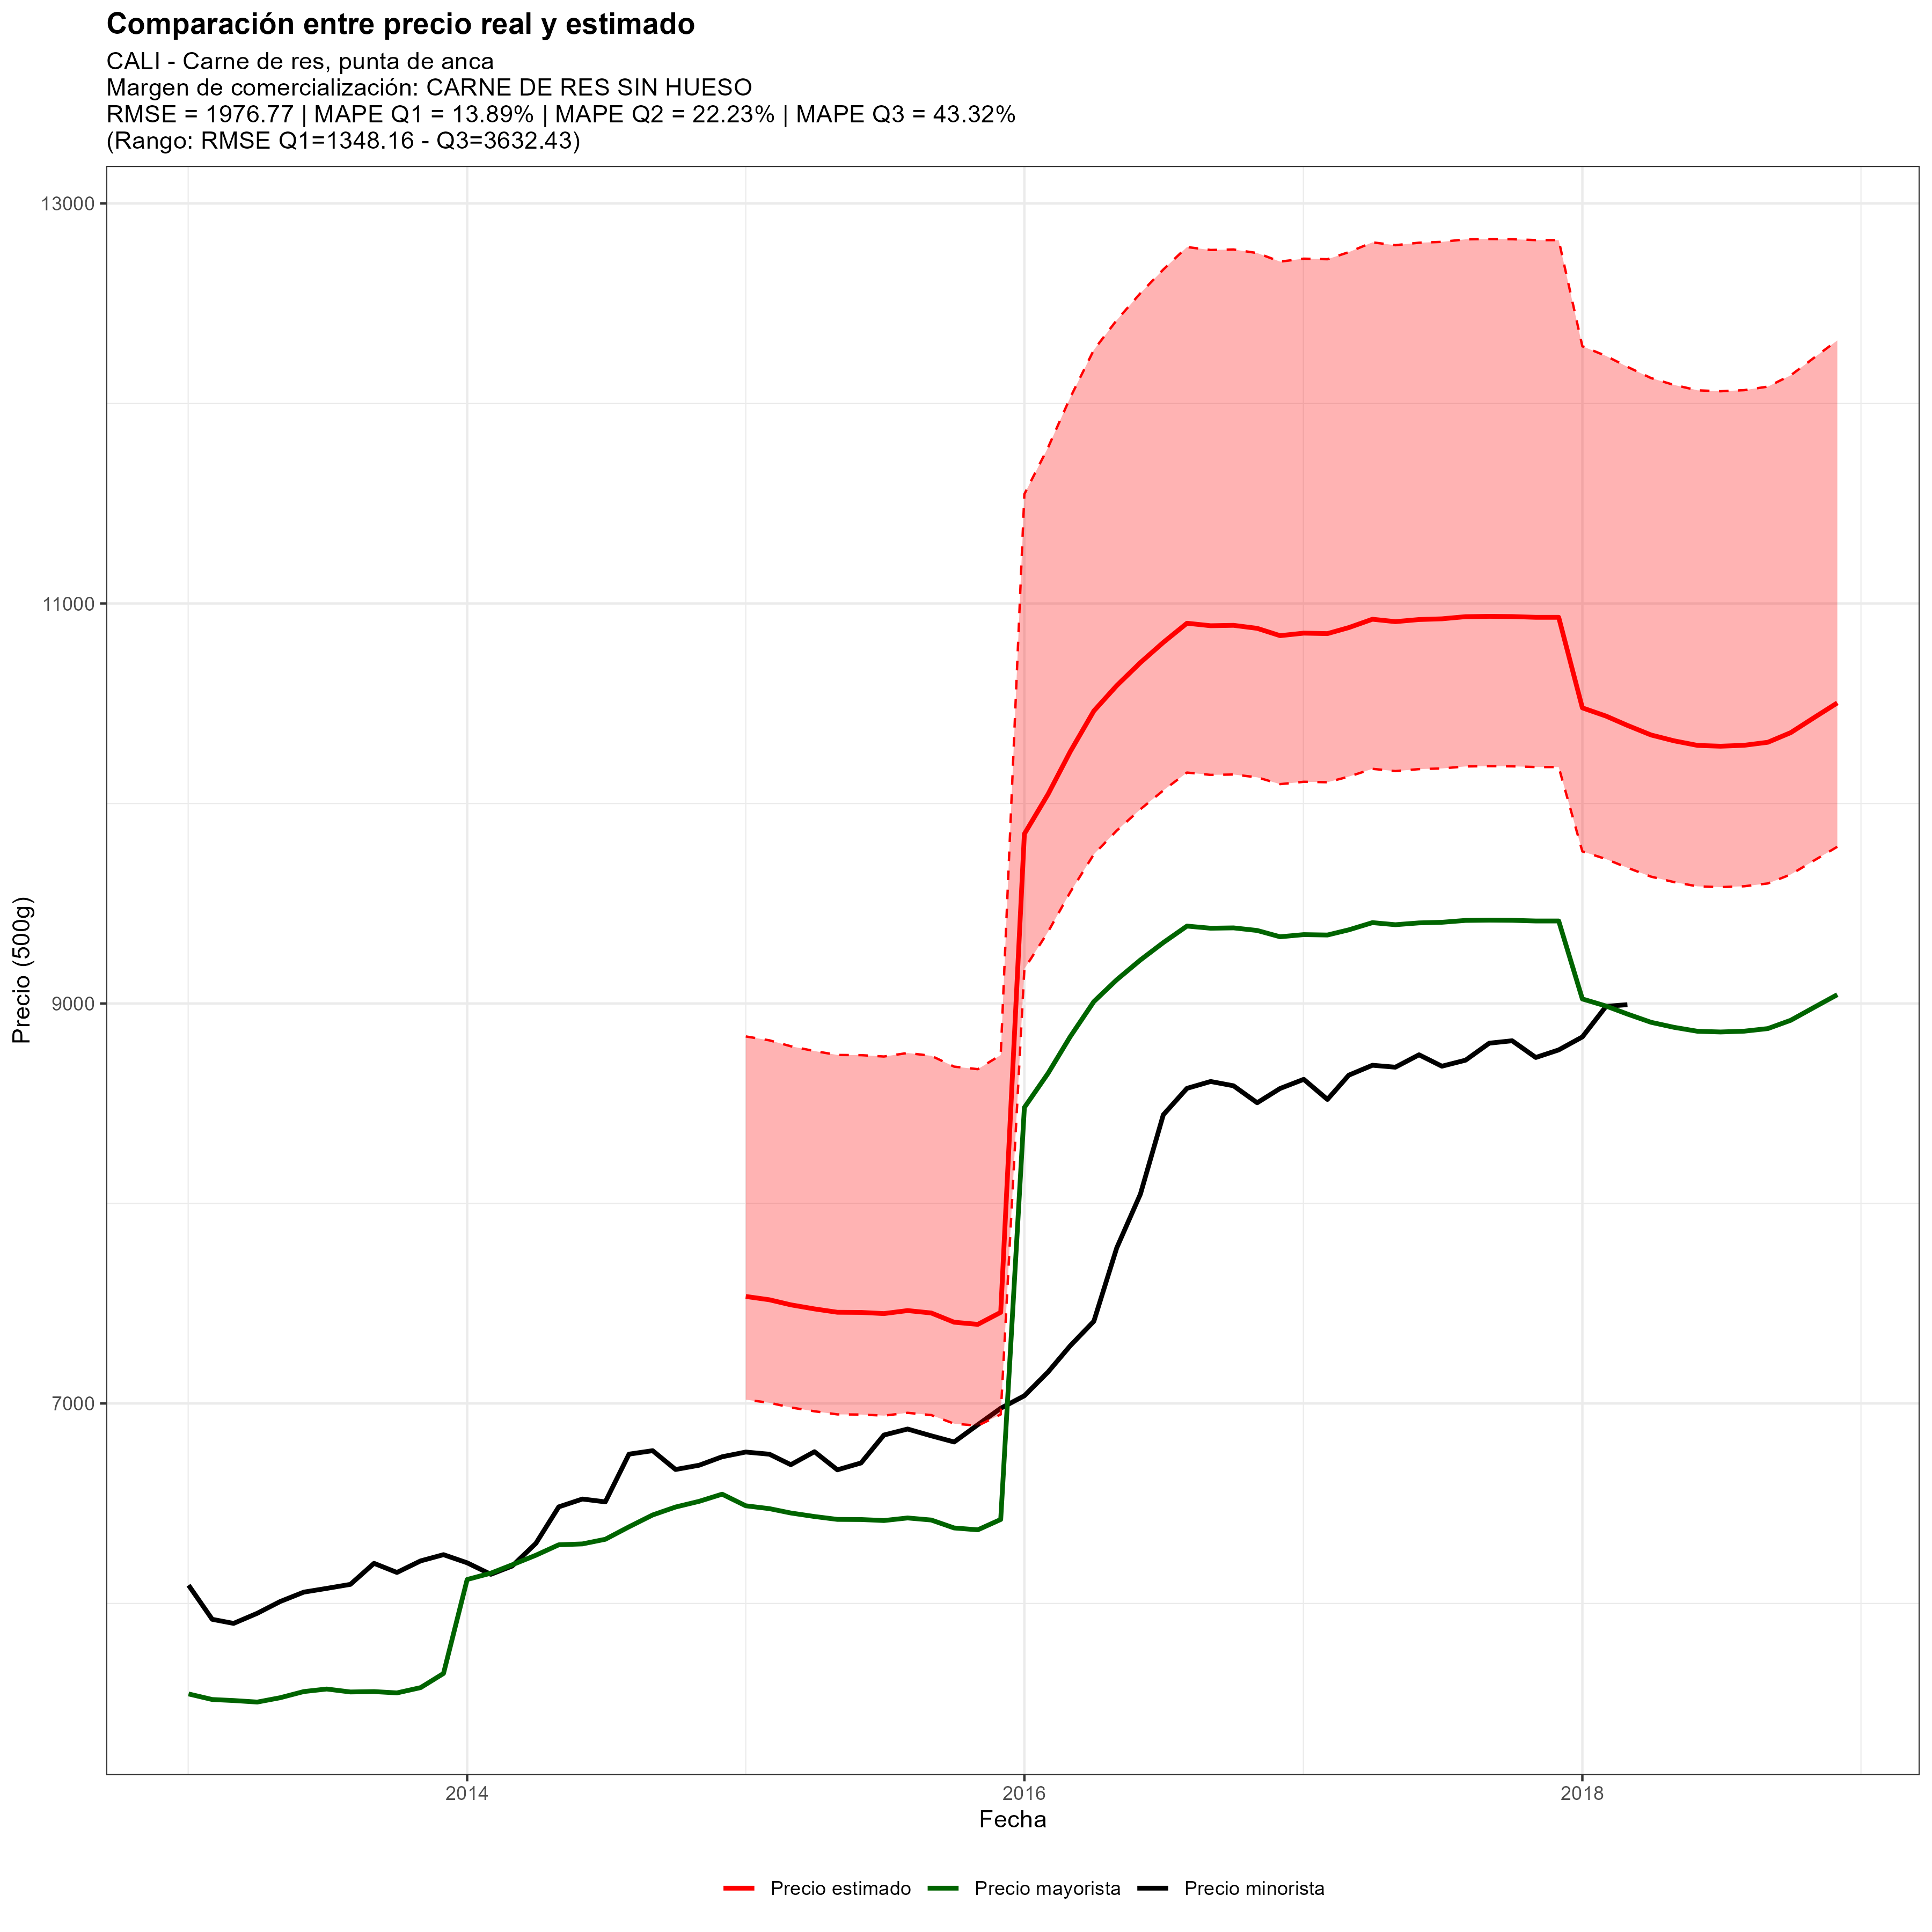 Comparación entre precio real y estimado
CALI - Carne de res, punta de anca
Margen de comercialización: CARNE DE RES SIN HUESO
RMSE = 1976.77 | MAPE Q1 = 13.89% | MAPE Q2 = 22.23% | MAPE Q3 = 43.32%
(Rango: RMSE Q1=1348.16 - Q3=3632.43)
13000
11000
9000
7000
Precio (500g)
2014
2016
2018
Fecha
Precio estimado
Precio mayorista
Precio minorista